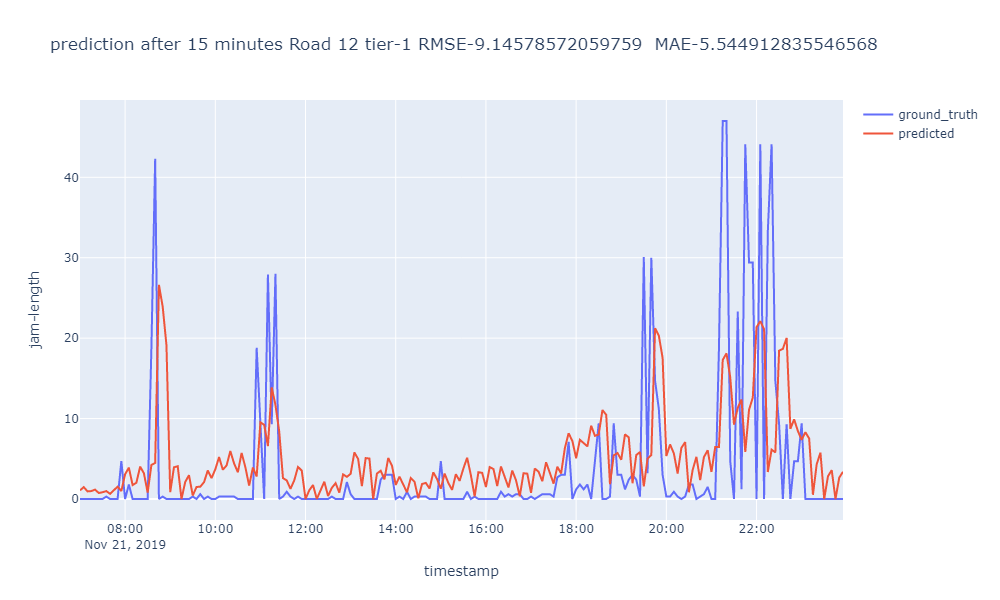 prediction after 15 minutes Road 12 tier-1 RMSE-9.14578572059759  MAE-5.544912835546568
ground_truth
predicted
40
30
20
10
0
jam-length
08:00 10:00 12:00 14:00 16:00 18:00 20:00 22:00
Nov 21, 2019
timestamp